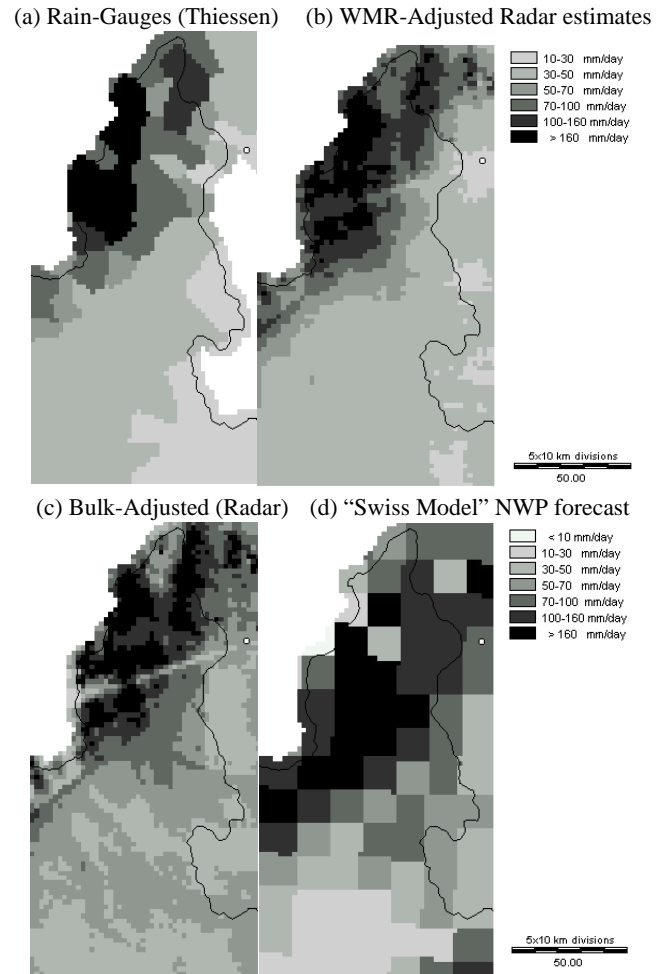 (a) Rain-Gauges (Thiessen)
(b) WMR-Adjusted Radar estimates
10-30 mm/day
30-50 mm/day
50-70 mm/day
70-100 mm/day
100-160 mm/day
> 160 mm/day
5x10 km divisions
50.00
(c) Bulk-Adjusted (Radar)
(d) “Swiss Model” NWP forecast
< 10 mm/day
10-30 mm/day
30-50 mm/day
50-70 mm/day
70-100 mm/day
100-160 mm/day
> 160 mm/day
5x10 km divisions
50.00